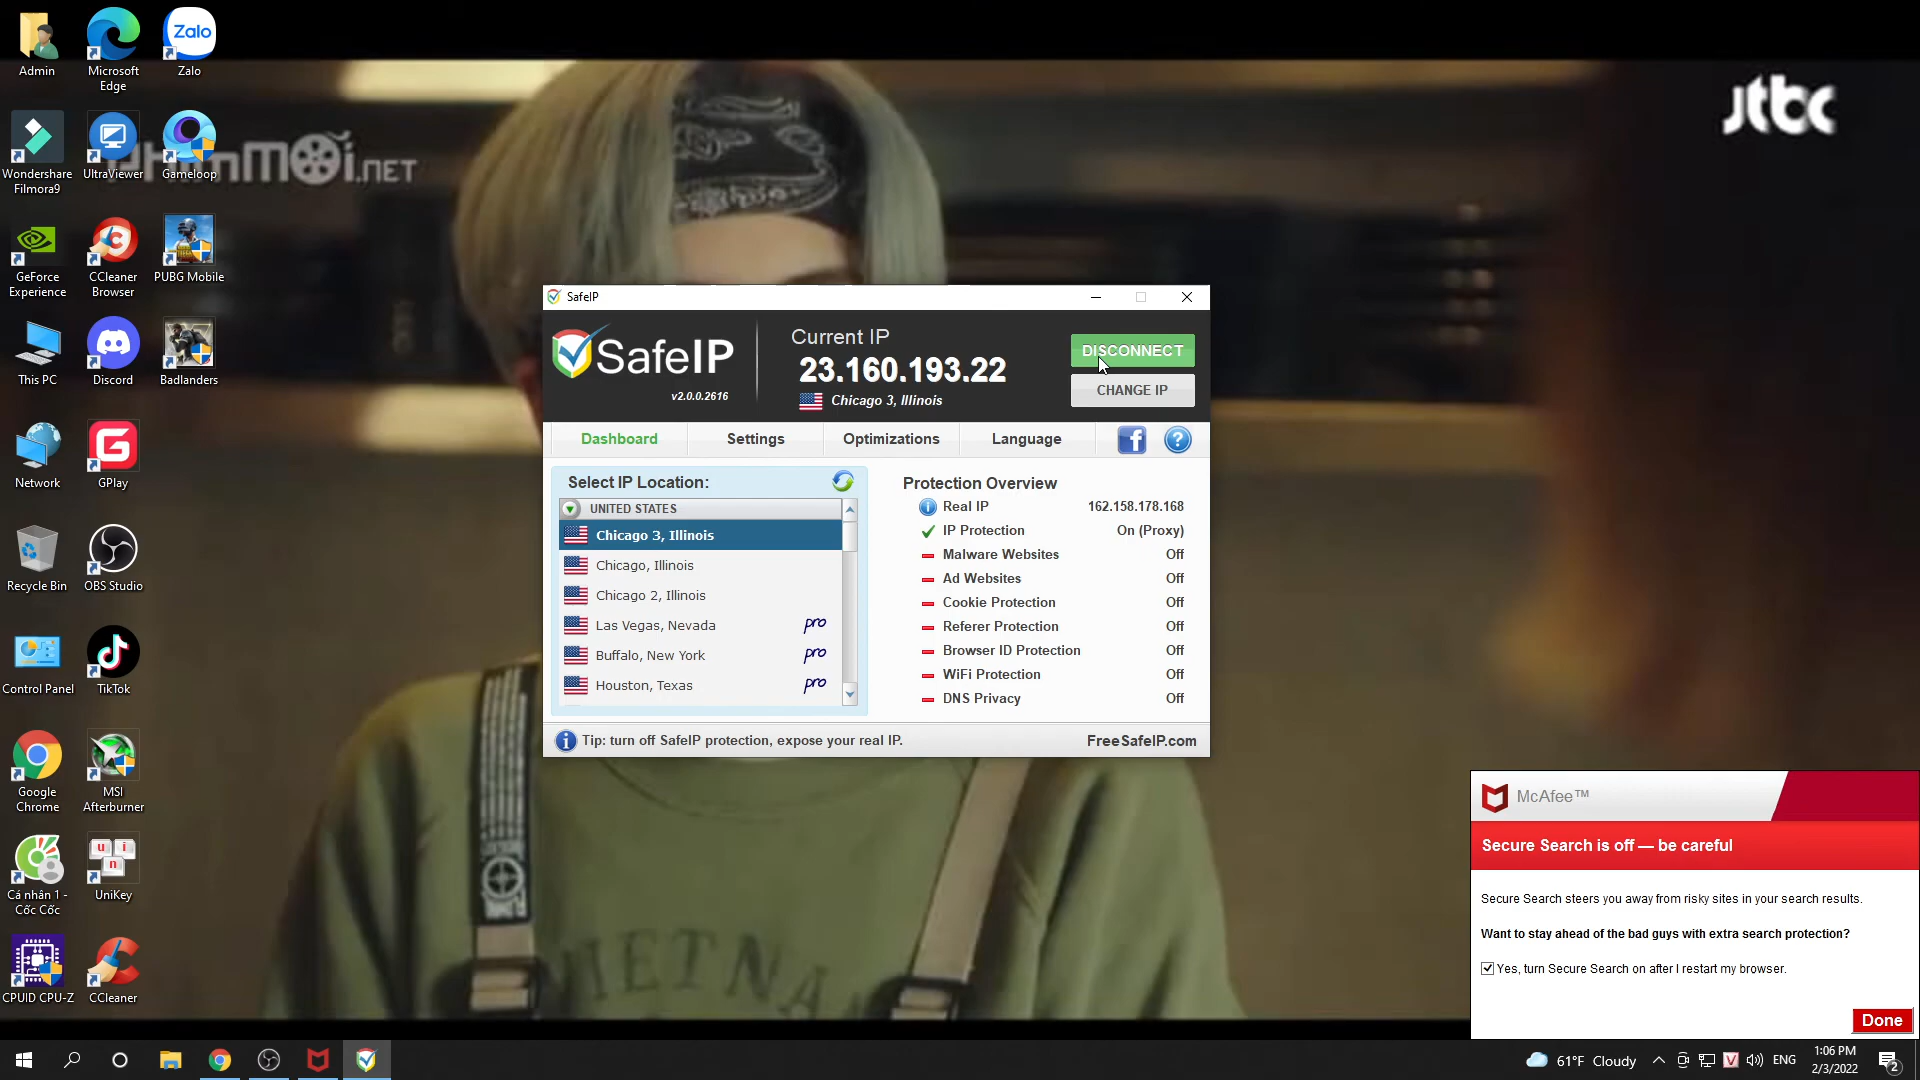 Admin
Microsoft
Edge
Zalo
Zalo
Wondershare
Filmora9
UltraViewer
Gameloop
PhimMỚi.NET
jtbc
GeForce
Experience
CCleaner
Browser
PUBG Mobile
This PC
Discord
Badlanders
Network
GPlay
Recycle Bin
OBS Studio
Control Panel
TikTok
Google
Chrome
MSI
Afterburner
Cá nhân 1 -
Cốc Cốc
u i
n
UniKey
CPUID CPU-Z
CCleaner
SafeIP
SafeIP
v2.0.0.2616
Current IP
23.160.193.22
Chicago 3, Illinois
DISCONNECT
CHANGE IP
Dashboard
Settings
Optimizations
Language
Select IP Location:
UNITED STATES
Chicago 3, Illinois
Chicago, Illinois
Chicago 2, Illinois
Las Vegas, Nevada pro
Buffalo, New York pro
Houston, Texas pro
Protection Overview
Real IP 162.158.178.168
IP Protection On (Proxy)
Malware Websites Off
Ad Websites Off
Cookie Protection Off
Referer Protection Off
Browser ID Protection Off
WiFi Protection Off
DNS Privacy Off
Tip: turn off SafeIP protection, expose your real IP.
FreeSafeIP.com
VIETNAM
McAfee™
Secure Search is off — be careful
Secure Search steers you away from risky sites in your search results.
Want to stay ahead of the bad guys with extra search protection?
Yes, turn Secure Search on after I restart my browser.
Done
61°F Cloudy
V
ENG
1:06 PM
2/3/2022
2